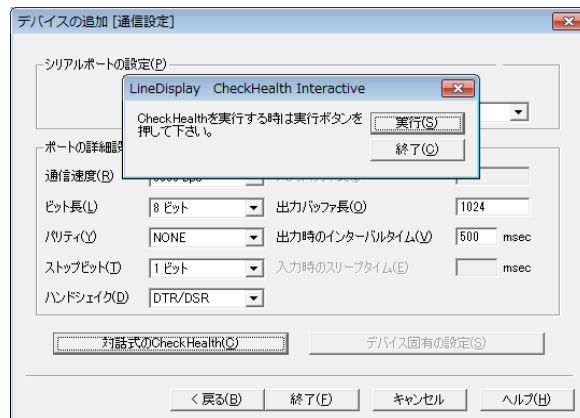 デバイスの追加 [通信設定]
シリアルポートの設定(P)
LineDisplay CheckHealth Interactive
CheckHealthを実行する時は実行ボタンを
押して下さい。
実行(S)
終了(C)
ポートの詳細設
通信速度(R)
ビット長(L) 8 ビット 出力バッファ長(O) 1024
パリティ(Y) NONE 出力時のインターバルタイム(V) 500 msec
ストップビット(T) 1 ビット 入力時のスリープタイム(E) msec
ハンドシェイク(D) DTR/DSR
対話式のCheckHealth(C) デバイス固有の設定(S)
< 戻る(B) 終了(F) キャンセル ヘルプ(H)